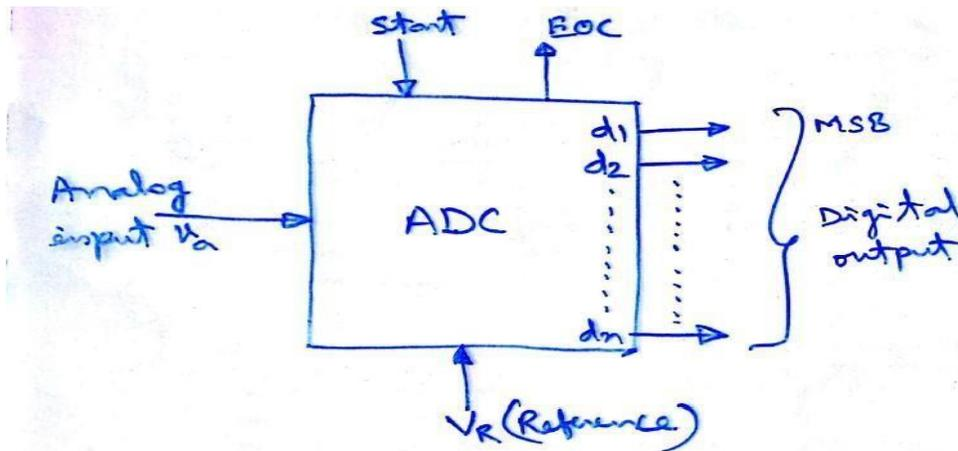 Start
EOC
d1
MSB
d2
Analog
input Va
ADC
Digital
output
dn
VR (Reference)